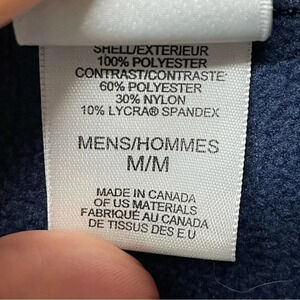 SHELL/EXTERIEUR
100% POLYESTER
CONTRAST/CONTRASTE
60% POLYESTER
30% NYLON
10% LYCRA® SPANDEX
MENS/HOMMES
M/M
MADE IN CANADA
OF US MATERIALS
FABRIQUÉ AU CANADA
DE TISSUS DES E.U